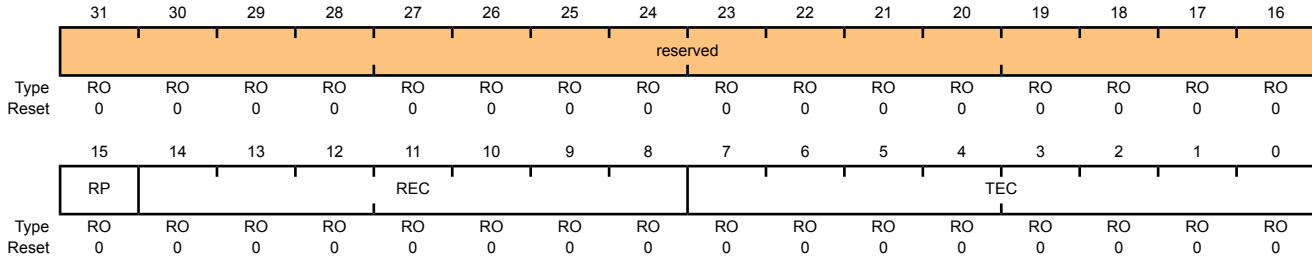 31 30 29 28 27 26 25 24 23 22 21 20 19 18 17 16
reserved
Type RO RO RO RO RO RO RO RO RO RO RO RO RO RO RO RO
Reset 0 0 0 0 0 0 0 0 0 0 0 0 0 0 0 0
15 14 13 12 11 10 9 8 7 6 5 4 3 2 1 0
RP REC TEC
Type RO RO RO RO RO RO RO RO RO RO RO RO RO RO RO RO
Reset 0 0 0 0 0 0 0 0 0 0 0 0 0 0 0 0